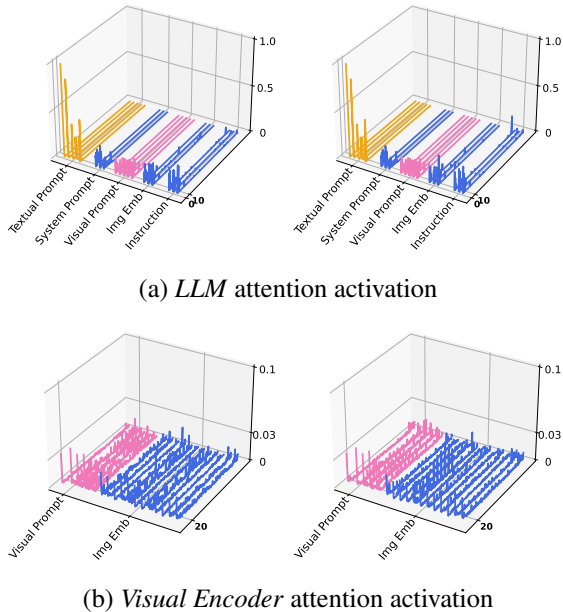 1.0
0.5
0
Textual Prompt
System Prompt
Visual Prompt
Img Emb
Instruction
0
10
1.0
0.5
0
Textual Prompt
System Prompt
Visual Prompt
Img Emb
Instruction
0
10
(a) LLM attention activation
0.1
0.03
0
Visual Prompt
Img Emb
20
0.1
0.03
0
Visual Prompt
Img Emb
20
(b) Visual Encoder attention activation